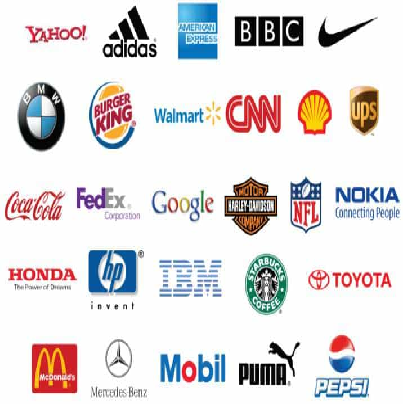 YAHOO!
adidas
AMERICAN
EXPRESS
BBC
BMW
BURGER
KING
Walmart
CNN
ups
Coca-Cola
FedEx
Corporation
Google
MOTOR
HARLEY-DAVIDSON
COMPANY
NFL
NOKIA
Connecting People
HONDA
The Power of Dreams
hp
®
invent
IBM
STARBUCKS
COFFEE
TOYOTA
McDonald's
Mercedes Benz
Mobil
PUMA
PEPSI